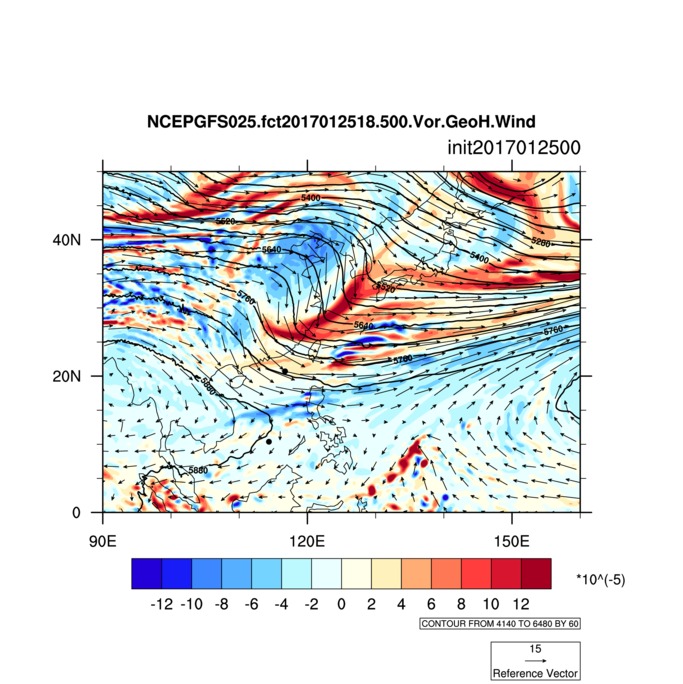 NCEPGFS025.fct2017012518.500.Vor.GeoH.Wind
init2017012500
5400
5520
40N
5640
5280
5400
5760
5520
5640
5760
5760
20N
5880
5880
0
90E 120E 150E
*10^(-5)
-12 -10 -8 -6 -4 -2 0 2 4 6 8 10 12
CONTOUR FROM 4140 TO 6480 BY 60
15
Reference Vector